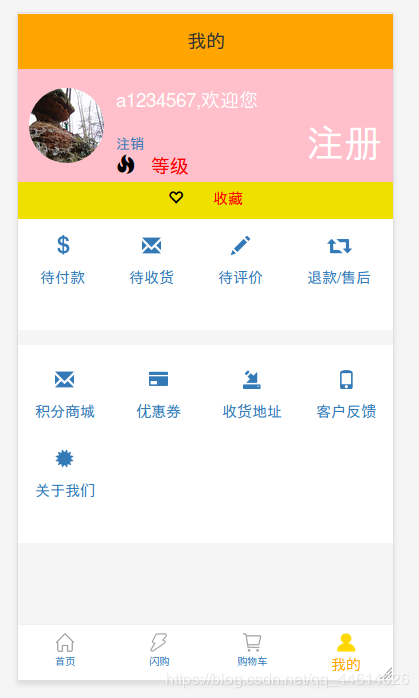 我的
a1234567,欢迎您
注销
注册
等级
收藏
待付款 待收货 待评价 退款/售后
积分商城 优惠券 收货地址 客户反馈
关于我们
首页 闪购 购物车 我的
https://blog.csdn.net/qq_44614026